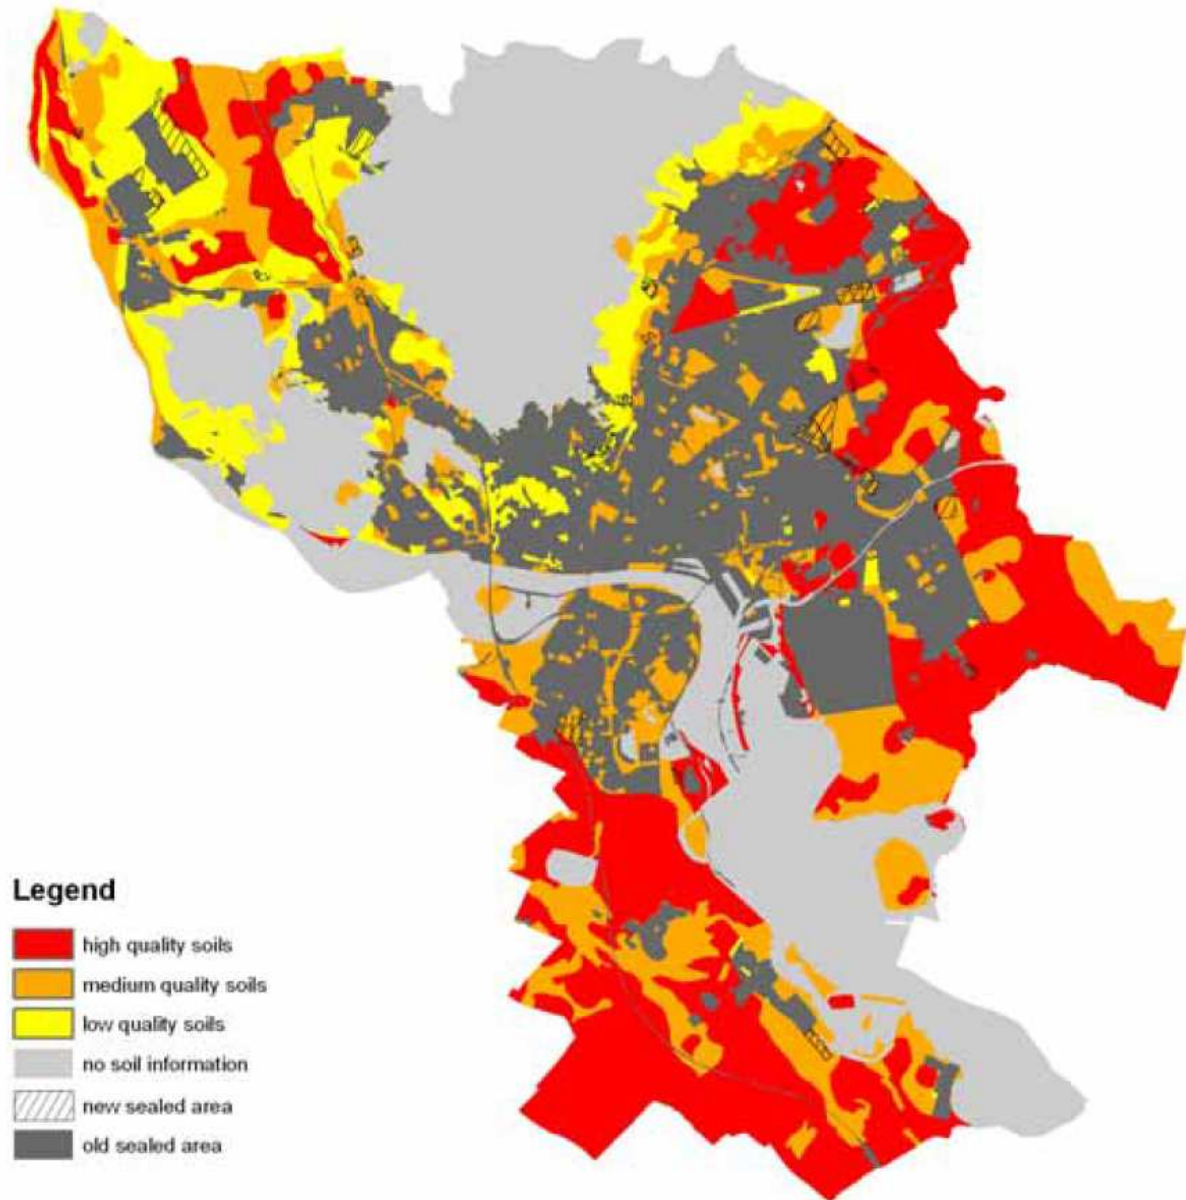 Legend
high quality soils
medium quality soils
low quality soils
no soil information
new sealed area
old sealed area